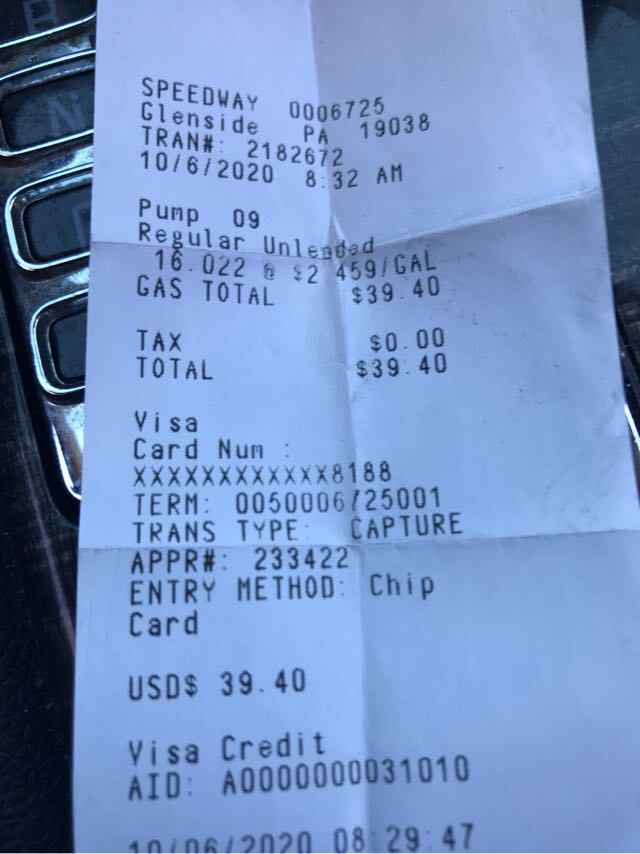 SPEEDWAY 0006725
Glenside PA 19038
TRAN#: 2182672
10/6/2020 8:32 AM
Pump 09
Regular Unleaded
16.022 @ $2.459/GAL
GAS TOTAL $39.40
TAX $0.00
TOTAL $39.40
Visa
Card Num :
XXXXXXXXXXXX8188
TERM: 0050006725001
TRANS TYPE: CAPTURE
APPR#: 233422
ENTRY METHOD: Chip
Card
USD$ 39.40
Visa Credit
AID: A0000000031010
10/06/2020 08:29:47
R
N